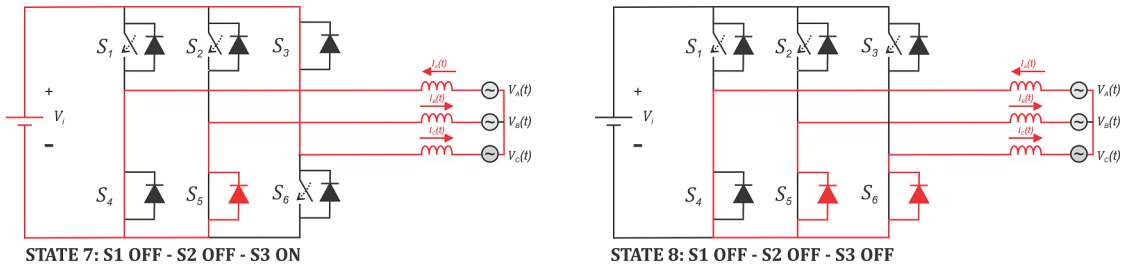 S1 S2 S3
IA(t)
VA(t)
+
IB(t)
Vi
VB(t)
-
IC(t)
VC(t)
S4 S5 S6
STATE 7: S1 OFF - S2 OFF - S3 ON
S1 S2 S3
IA(t)
VA(t)
+
IB(t)
Vi
VB(t)
-
IC(t)
VC(t)
S4 S5 S6
STATE 8: S1 OFF - S2 OFF - S3 OFF